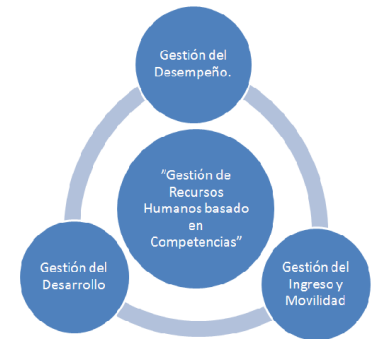 Gestión del
Desempeño.
"Gestión de
Recursos
Humanos basado
en
Competencias"
Gestión del
Desarrollo
Gestión del
Ingreso y
Movilidad